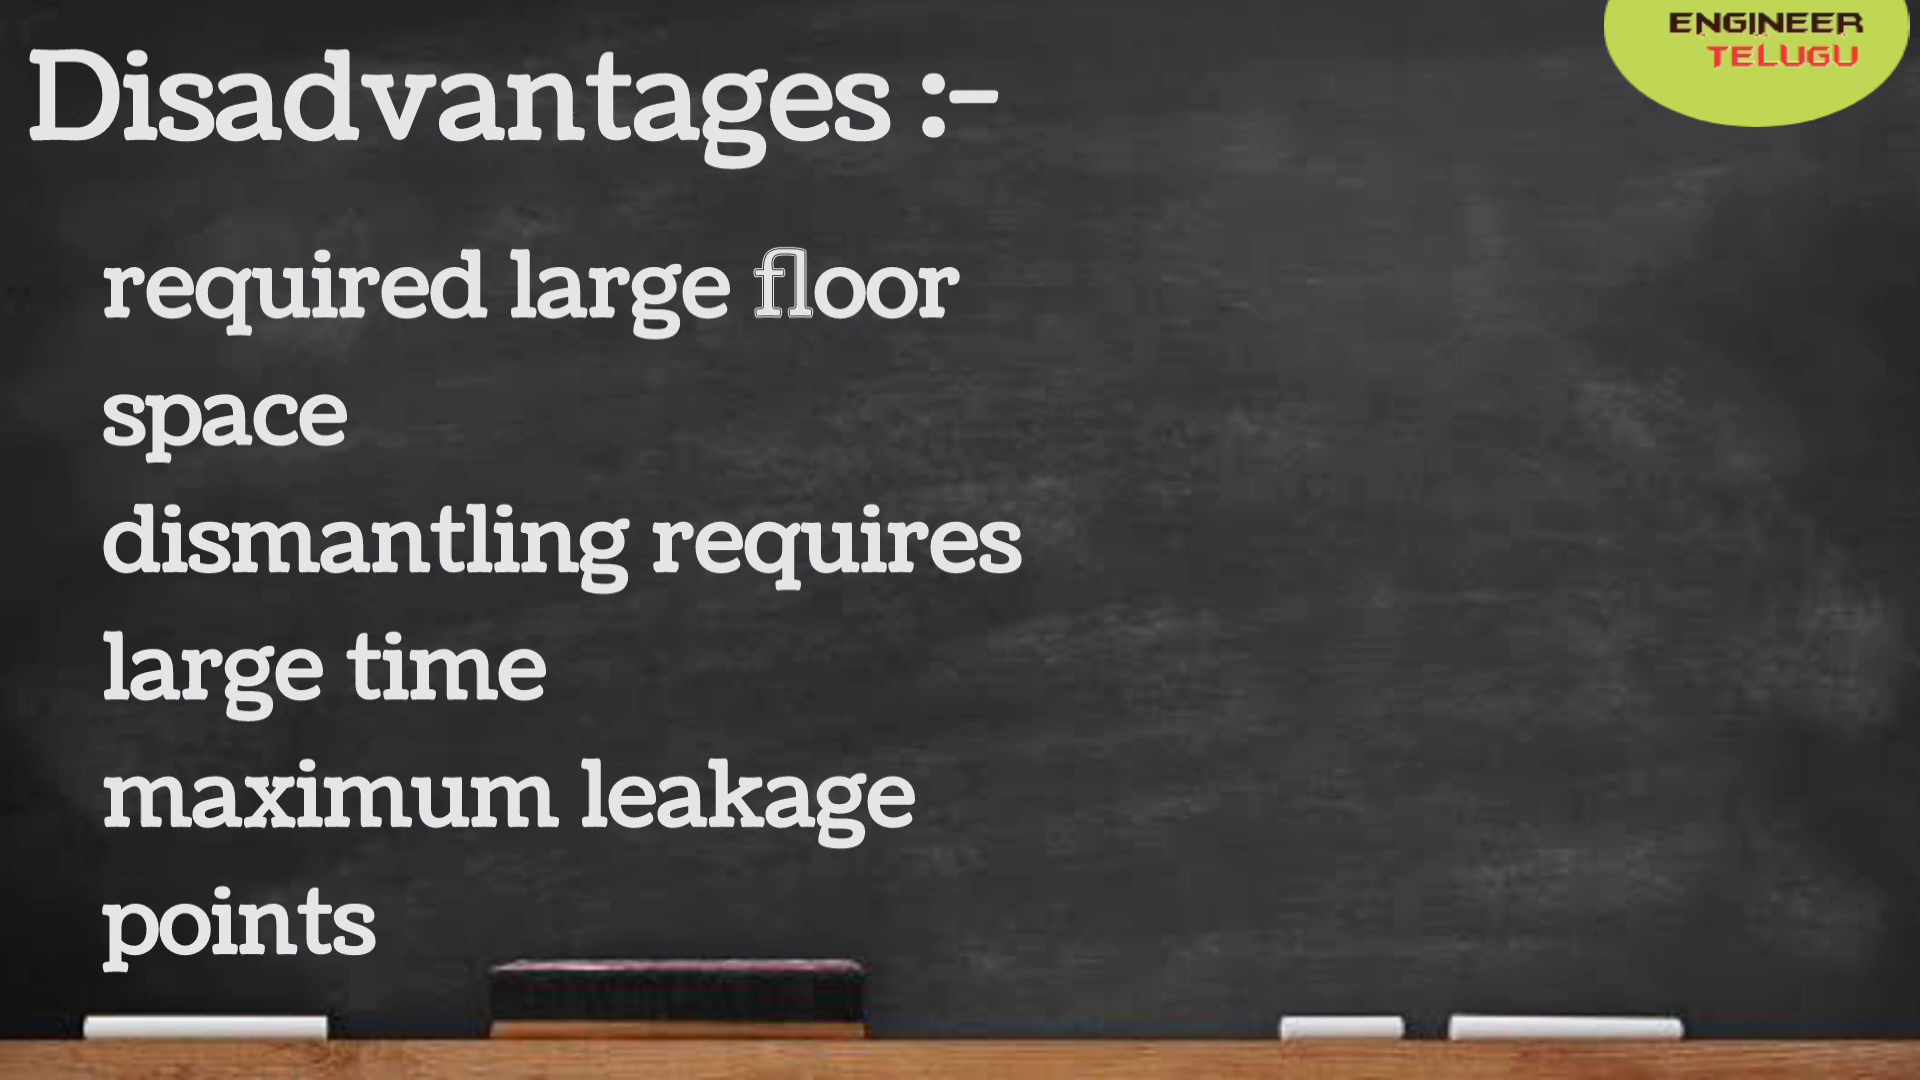 Disadvantages :-
required large floor
space
dismantling requires
large time
maximum leakage
points
ENGINEER
TELUGU